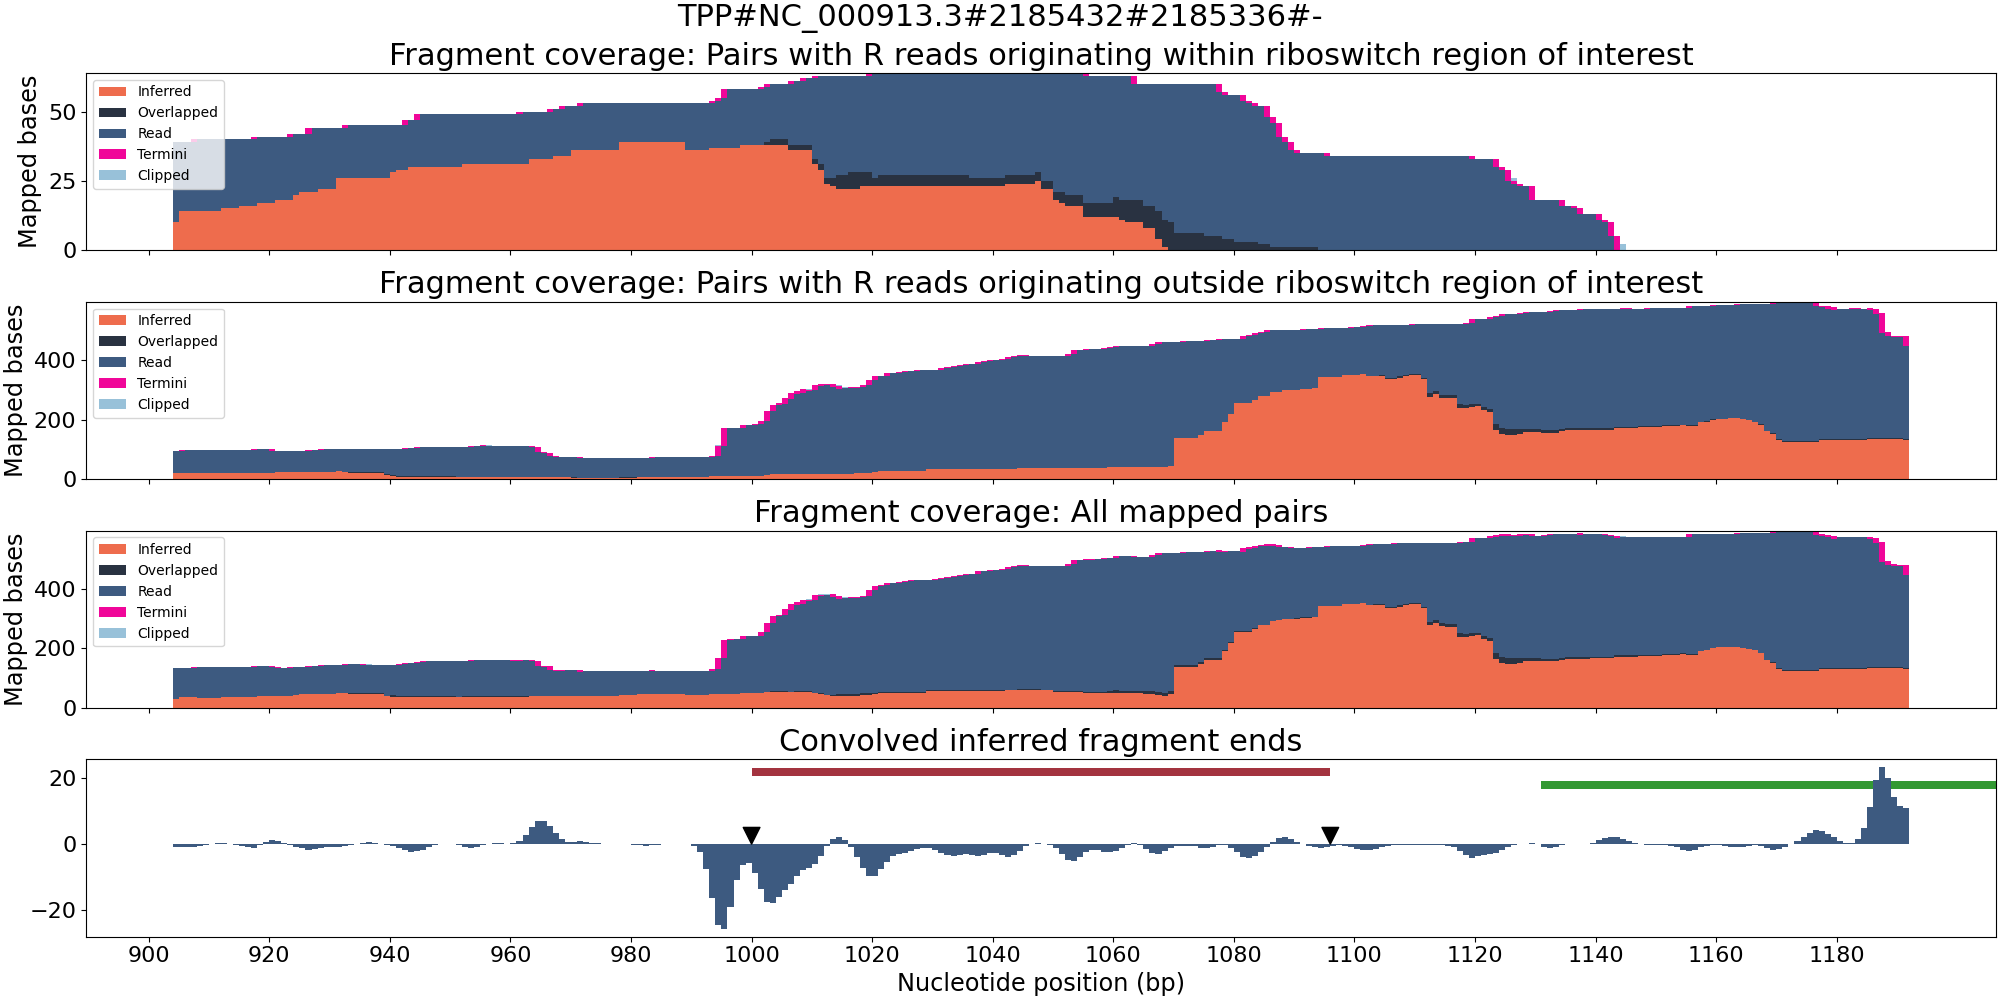 TPP#NC_000913.3#2185432#2185336#-
Fragment coverage: Pairs with R reads originating within riboswitch region of interest
Mapped bases
50
25
0
Inferred
Overlapped
Read
Termini
Clipped
Fragment coverage: Pairs with R reads originating outside riboswitch region of interest
Mapped bases
400
200
0
Inferred
Overlapped
Read
Termini
Clipped
Fragment coverage: All mapped pairs
Mapped bases
400
200
0
Inferred
Overlapped
Read
Termini
Clipped
Convolved inferred fragment ends
20
0
−20
900 920 940 960 980 1000 1020 1040 1060 1080 1100 1120 1140 1160 1180
Nucleotide position (bp)